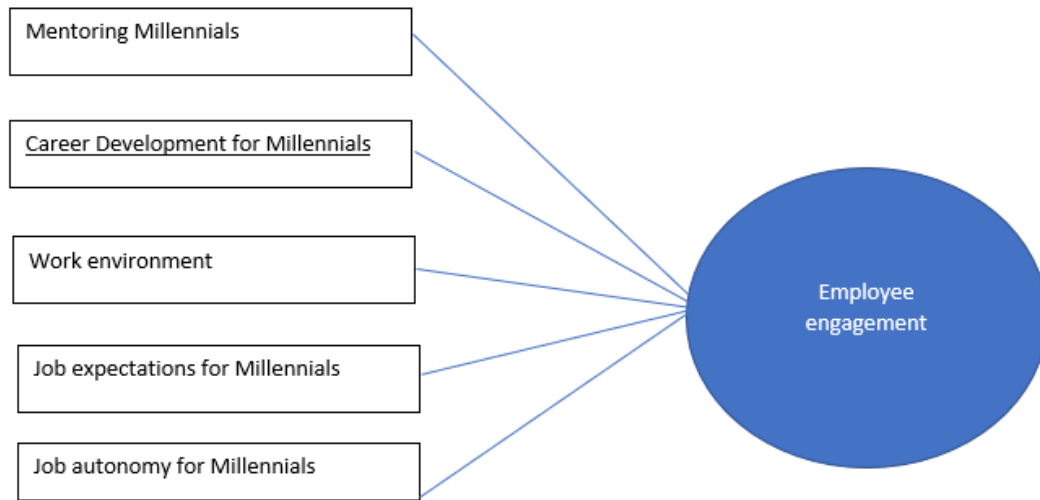 Mentoring Millennials
Career Development for Millennials
Work environment
Job expectations for Millennials
Job autonomy for Millennials
Employee
engagement